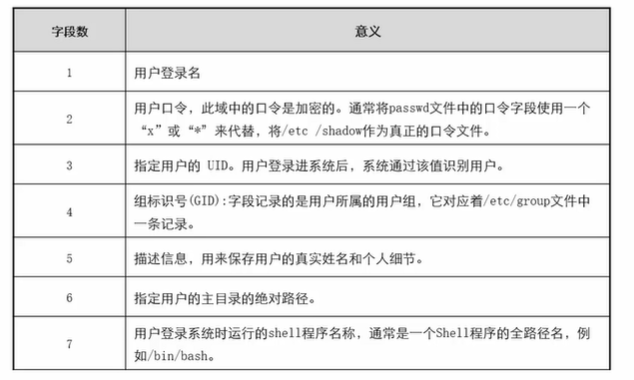 字段数 意义
1 用户登录名
用户口令，此域中的口令是加密的。通常将passwd文件中的口令字段使用一个
2
“x”或“*”来代替，将/etc /shadow作为真正的口令文件。
3 指定用户的 UID。用户登录进系统后，系统通过该值识别用户。
组标识号(GID):字段记录的是用户所属的用户组，它对应着/etc/group文件中
4
一条记录。
5 描述信息，用来保存用户的真实姓名和个人细节。
6 指定用户的主目录的绝对路径。
用户登录系统时运行的shell程序名称，通常是一个Shell程序的全路径名，例
7
如/bin/bash。